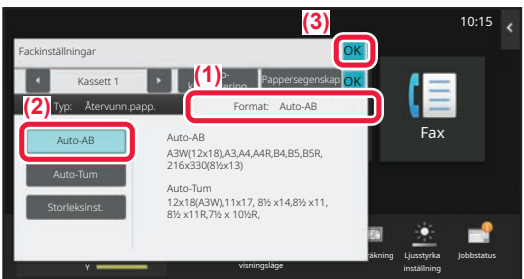 (3)
10:15
Fackinställningar
OK
Kassett 1
(1)
Pappersegenskap
OK
(2)
Typ: Återvunn.papp.
Format: Auto-AB
Auto-AB
Auto-Tum
Storleksinst.
Auto-AB
A3W(12x18),A3,A4,A4R,B4,B5,B5R,
216x330(8½x13)
Auto-Tum
12x18(A3W),11x17, 8½ x14,8½ x11,
8½ x11R,7½ x 10½R,
Fax
Y
visningsläge
Ljusstyrka
inställning
Jobbstatus